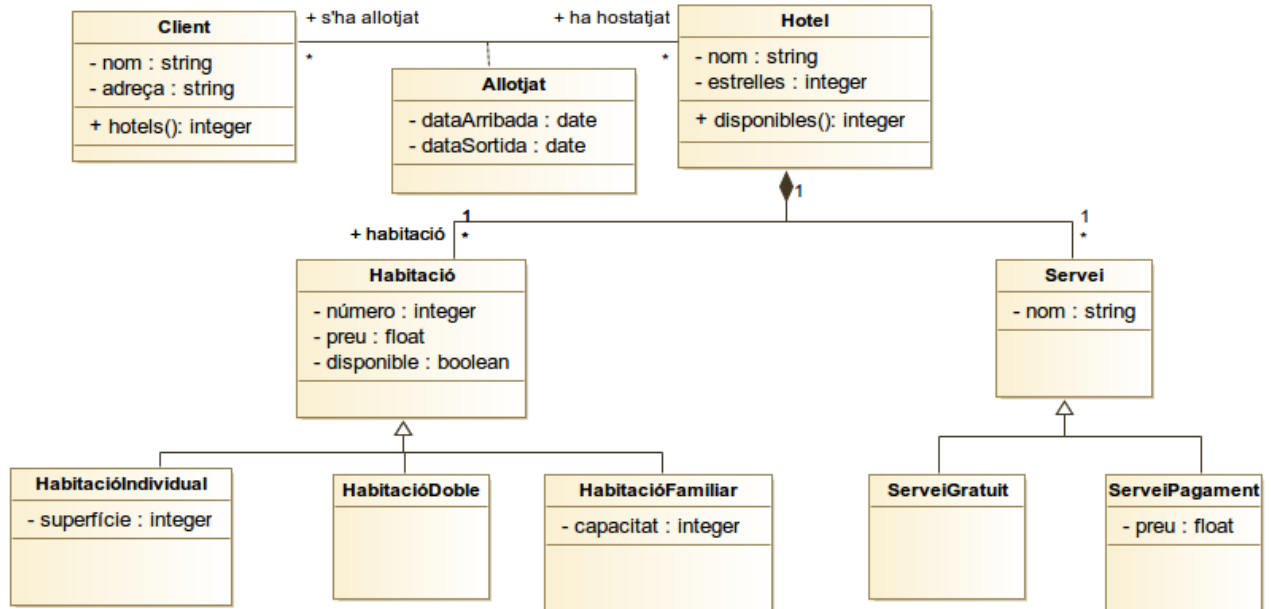 Client
- nom : string
- adreça : string
+ hotels(): integer
+ s'ha allotjat
*
+ ha hostatjat
*
Hotel
- nom : string
- estrelles : integer
+ disponibles(): integer
Allotjat
- dataArribada : date
- dataSortida : date
1
1
*
+ habitació
1
*
Habitació
- número : integer
- preu : float
- disponible : boolean
Servei
- nom : string
HabitacióIndividual
- superfície : integer
HabitacióDoble
HabitacióFamiliar
- capacitat : integer
ServeiGratuit
ServeiPagament
- preu : float